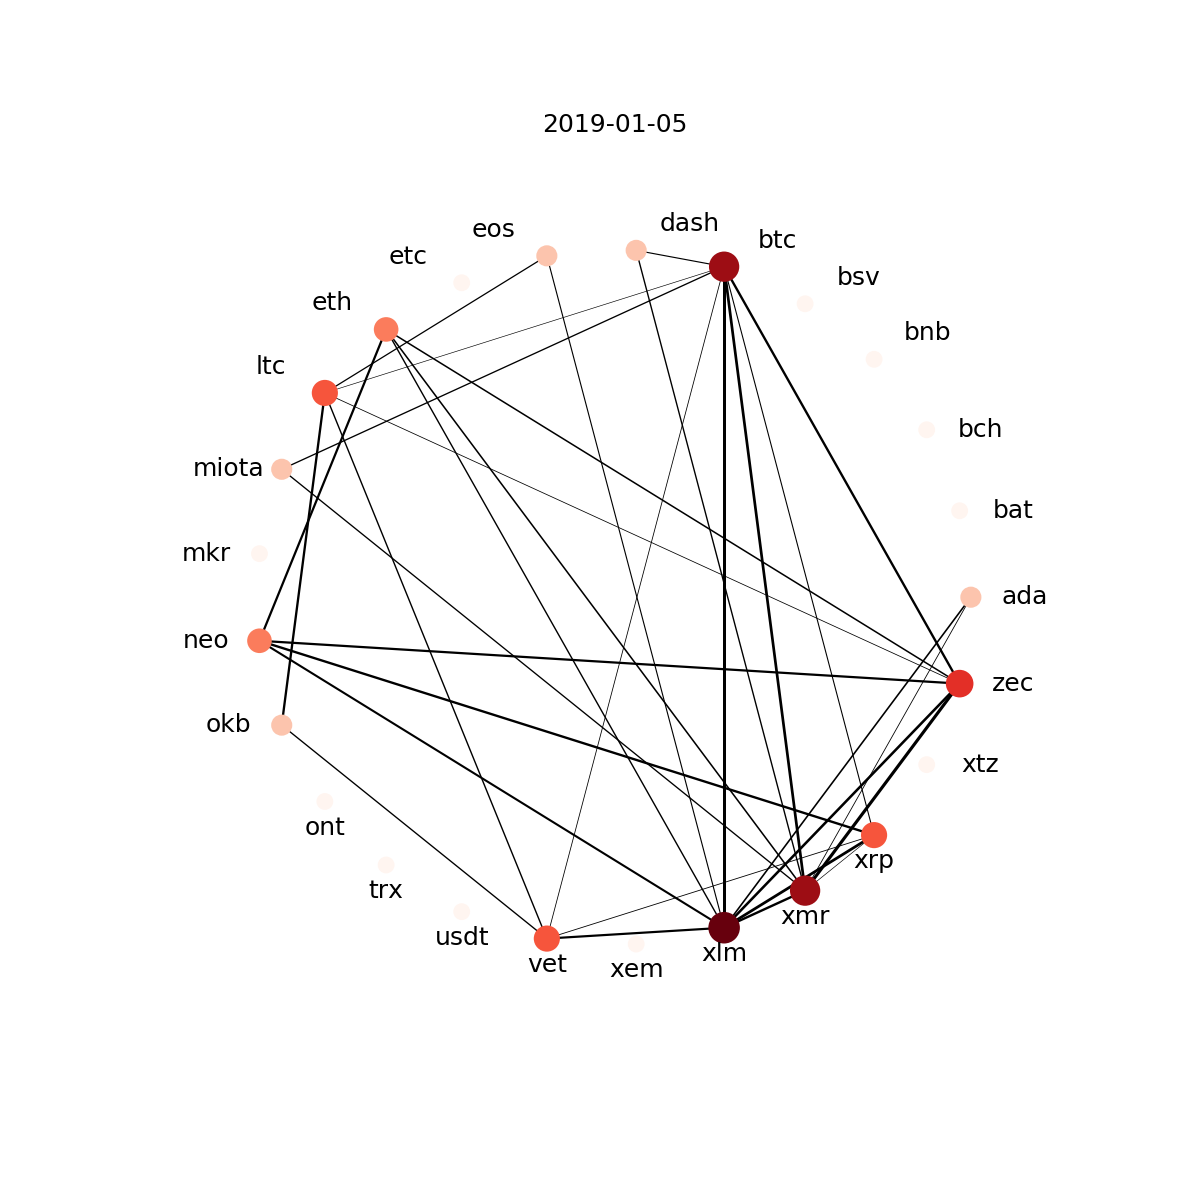 2019-01-05
dash
eos
btc
etc
bsv
eth
bnb
ltc
bch
miota
bat
mkr
ada
neo
zec
okb
xtz
ont
xrp
trx
xmr
usdt
xlm
vet
xem